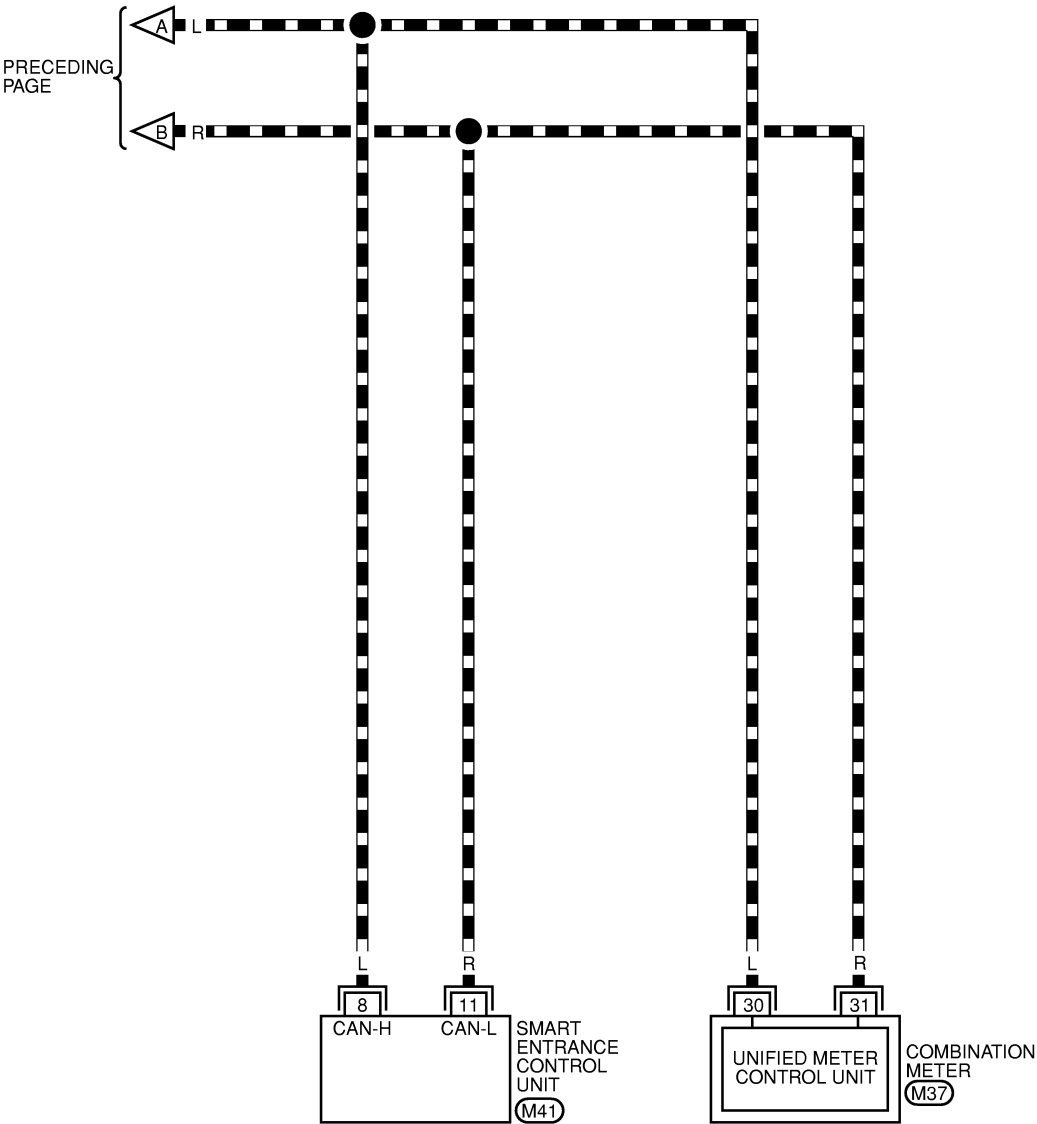 A L
PRECEDING
PAGE
B R
L R L R
8 11 30 31
CAN-H CAN-L
SMART
ENTRANCE
CONTROL
UNIT
M41
UNIFIED METER
CONTROL UNIT
COMBINATION
METER
M37